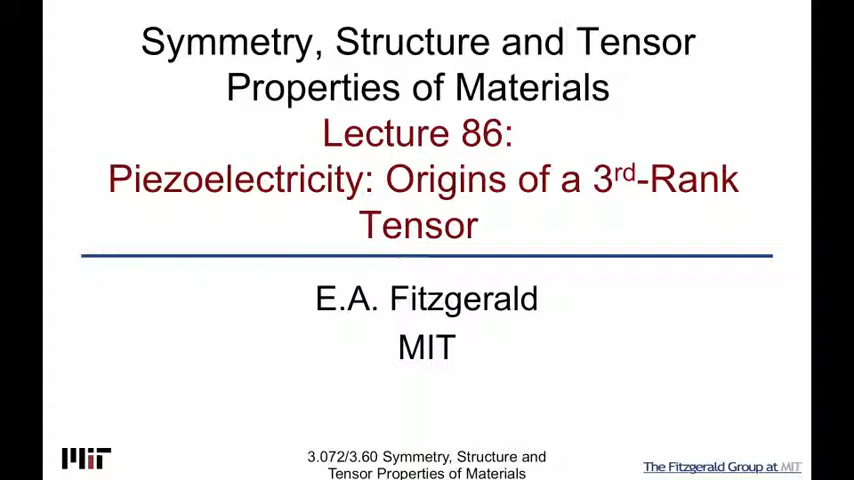 Symmetry, Structure and Tensor
Properties of Materials
Lecture 86:
Piezoelectricity: Origins of a 3rd-Rank
Tensor
E.A. Fitzgerald
MIT
MIT
3.072/3.60 Symmetry, Structure and
Tensor Properties of Materials
The Fitzgerald Group at MIT